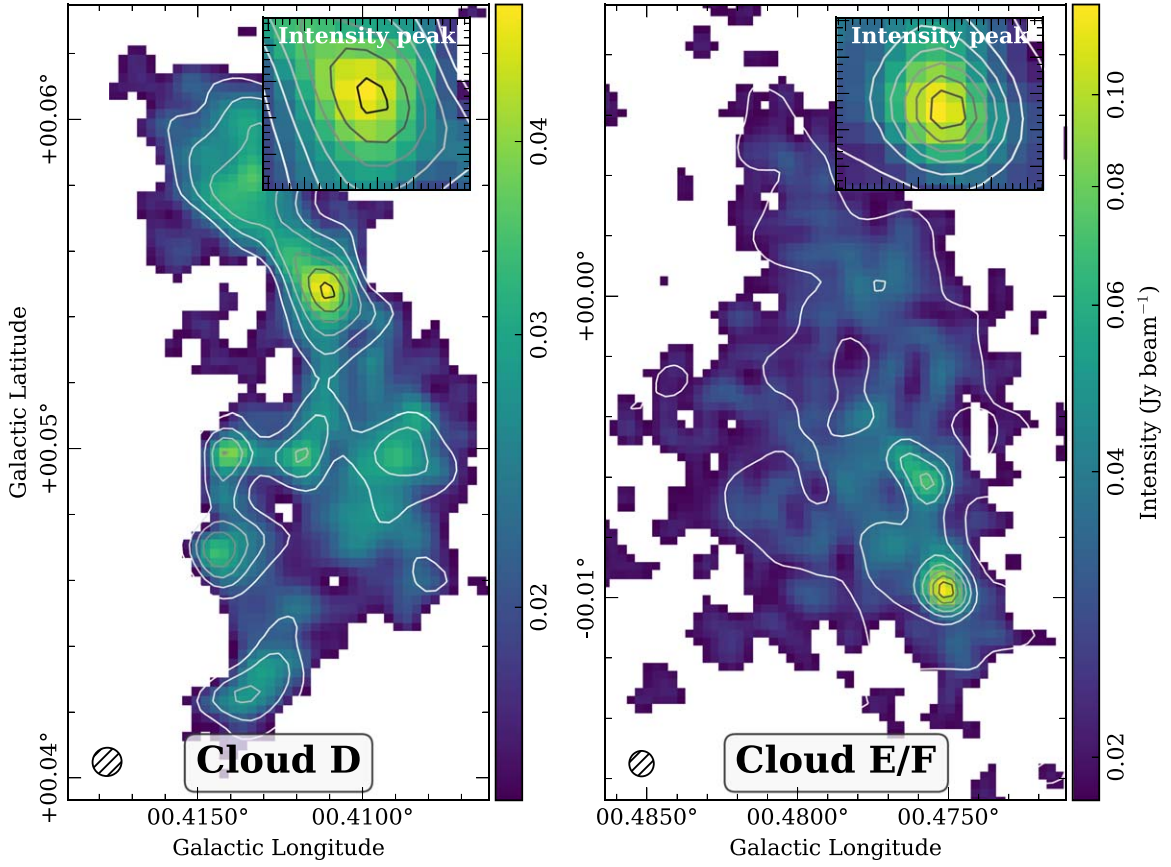 Intensity peak
Cloud D
+00.06°
+00.05°
+00.04°
Galactic Latitude
00.4150°
00.4100°
Galactic Longitude
0.04
0.03
0.02
Intensity peak
Cloud E/F
+00.00°
-00.01°
00.4850°
00.4800°
00.4750°
Galactic Longitude
0.10
0.08
0.06
0.04
0.02
Intensity (Jy beam⁻¹)